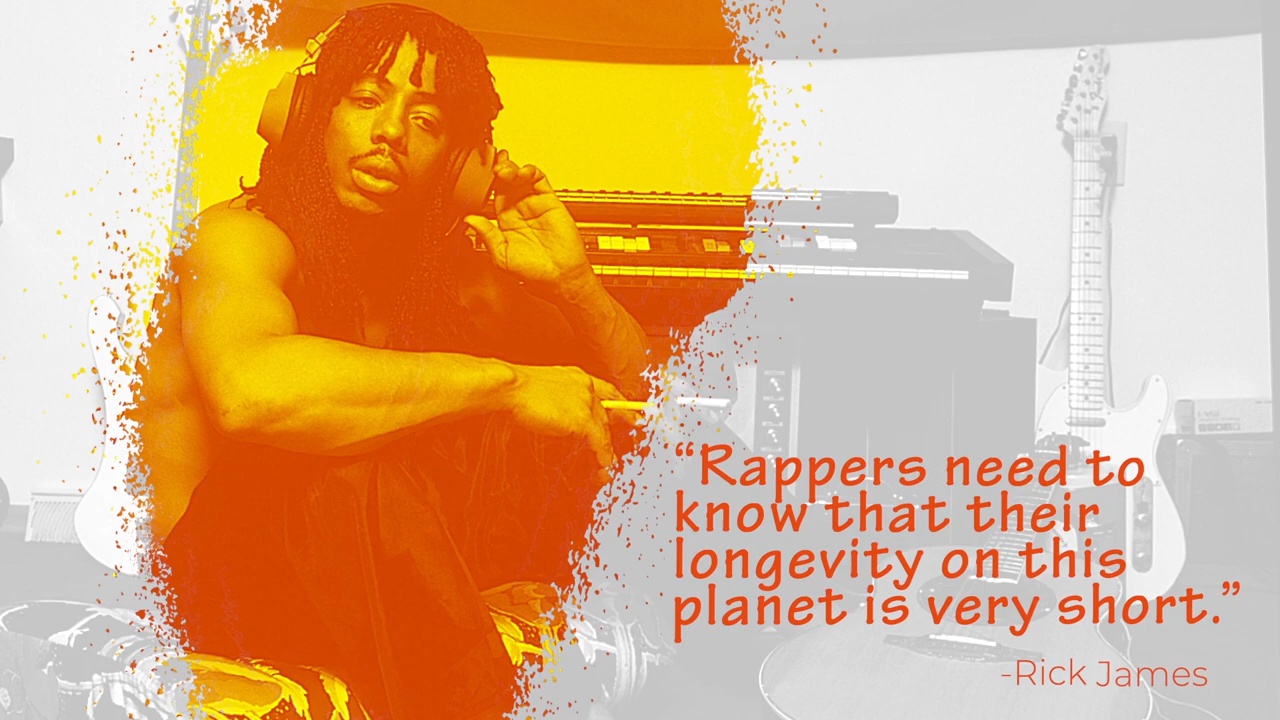 “Rappers need to
know that their
longevity on this
planet is very short.”
-Rick James